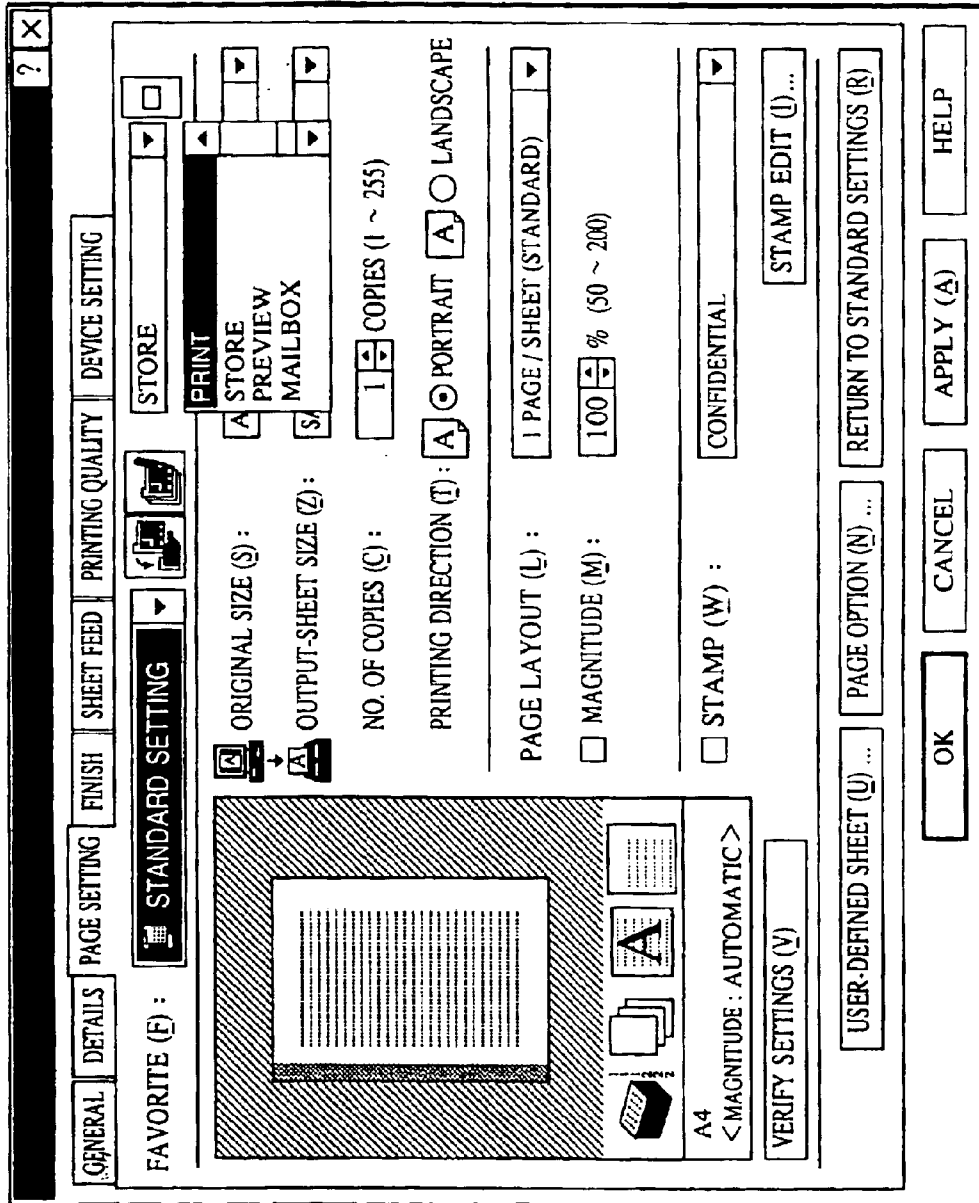 ? X
GENERAL DETAILS PAGE SETTING FINISH SHEET FEED PRINTING QUALITY DEVICE SETTING
FAVORITE (F) : STANDARD SETTING f STORE
PRINT
STORE
PREVIEW
MAILBOX
A ORIGINAL SIZE (S) : A
A OUTPUT-SHEET SIZE (Z) :
NO. OF COPIES (C) : 1 COPIES (1 ~ 255)
PRINTING DIRECTION (T) : A PORTRAIT A LANDSCAPE
PAGE LAYOUT (L) : 1 PAGE / SHEET (STANDARD)
MAGNITUDE (M) : 100 % (50 ~ 200)
A
A4
< MAGNITUDE : AUTOMATIC >
STAMP (W) : CONFIDENTIAL
VERIFY SETTINGS (V)
STAMP EDIT (U)...
USER-DEFINED SHEET (U) ... PAGE OPTION (N) ... RETURN TO STANDARD SETTINGS (R)
OK CANCEL APPLY (A) HELP